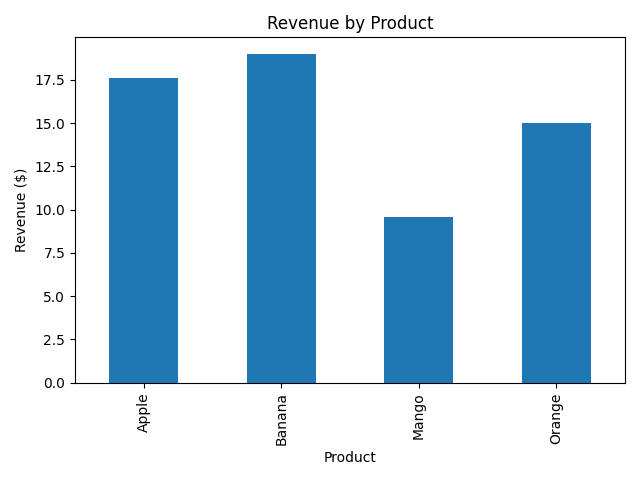 Revenue by Product
Revenue ($)
17.5
15.0
12.5
10.0
7.5
5.0
2.5
0.0
Apple
Banana
Mango
Orange
Product